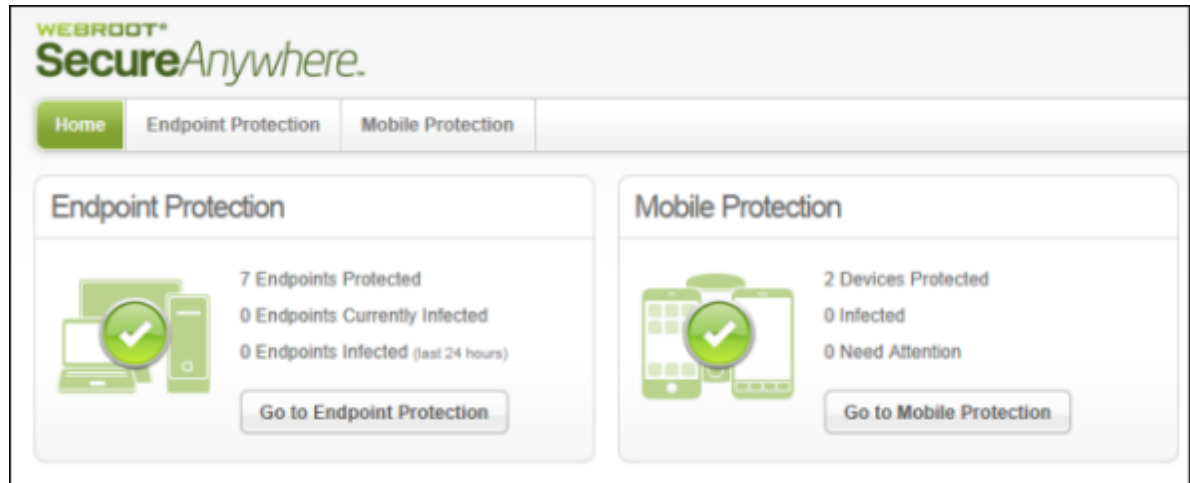 WEBROOT®
SecureAnywhere™
Home Endpoint Protection Mobile Protection
Endpoint Protection
7 Endpoints Protected
0 Endpoints Currently Infected
0 Endpoints Infected (last 24 hours)
Go to Endpoint Protection
Mobile Protection
2 Devices Protected
0 Infected
0 Need Attention
Go to Mobile Protection